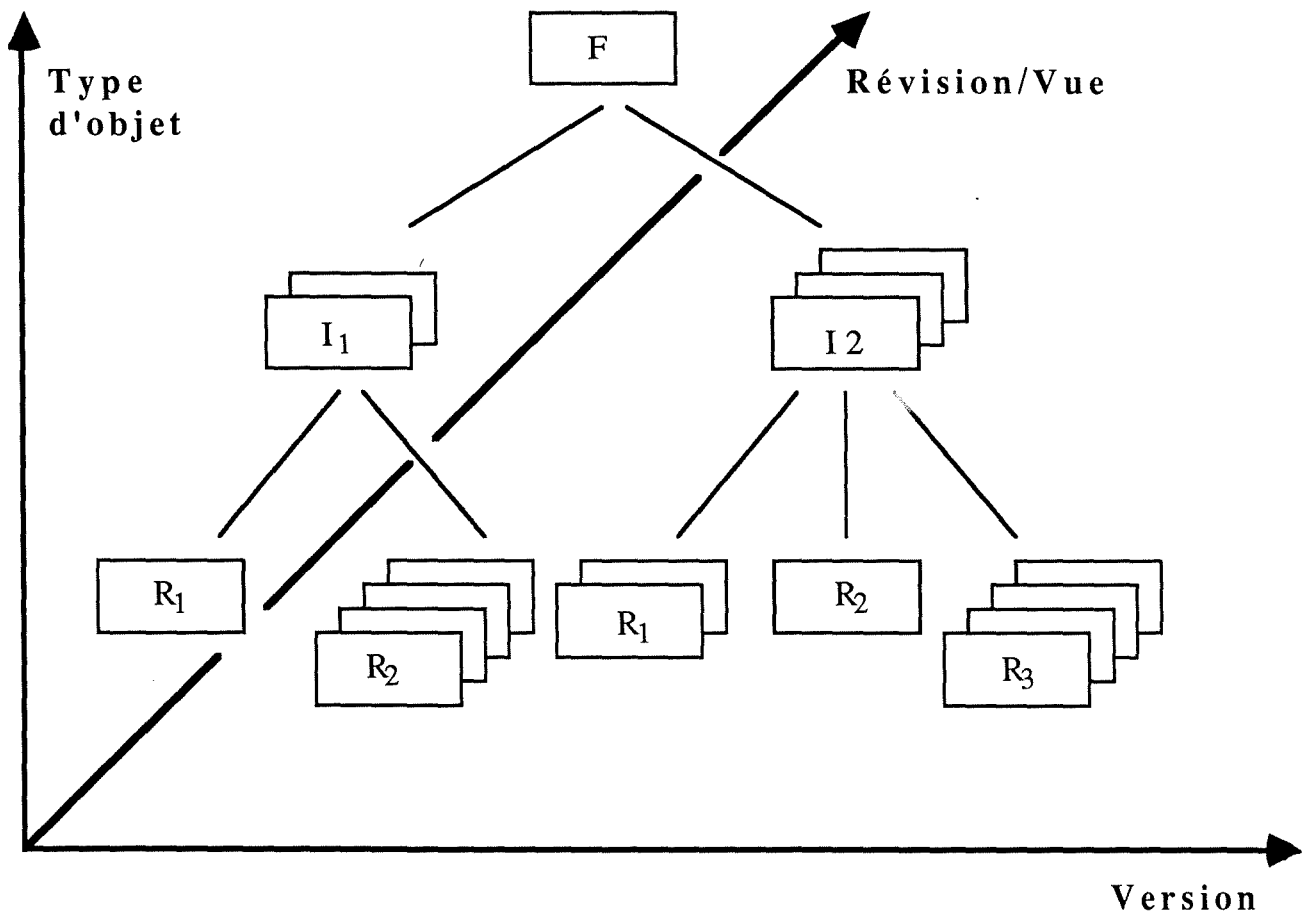 F
Type
d'objet
Révision/Vue
I1
I 2
R1
R2
R1
R2
R3
Version